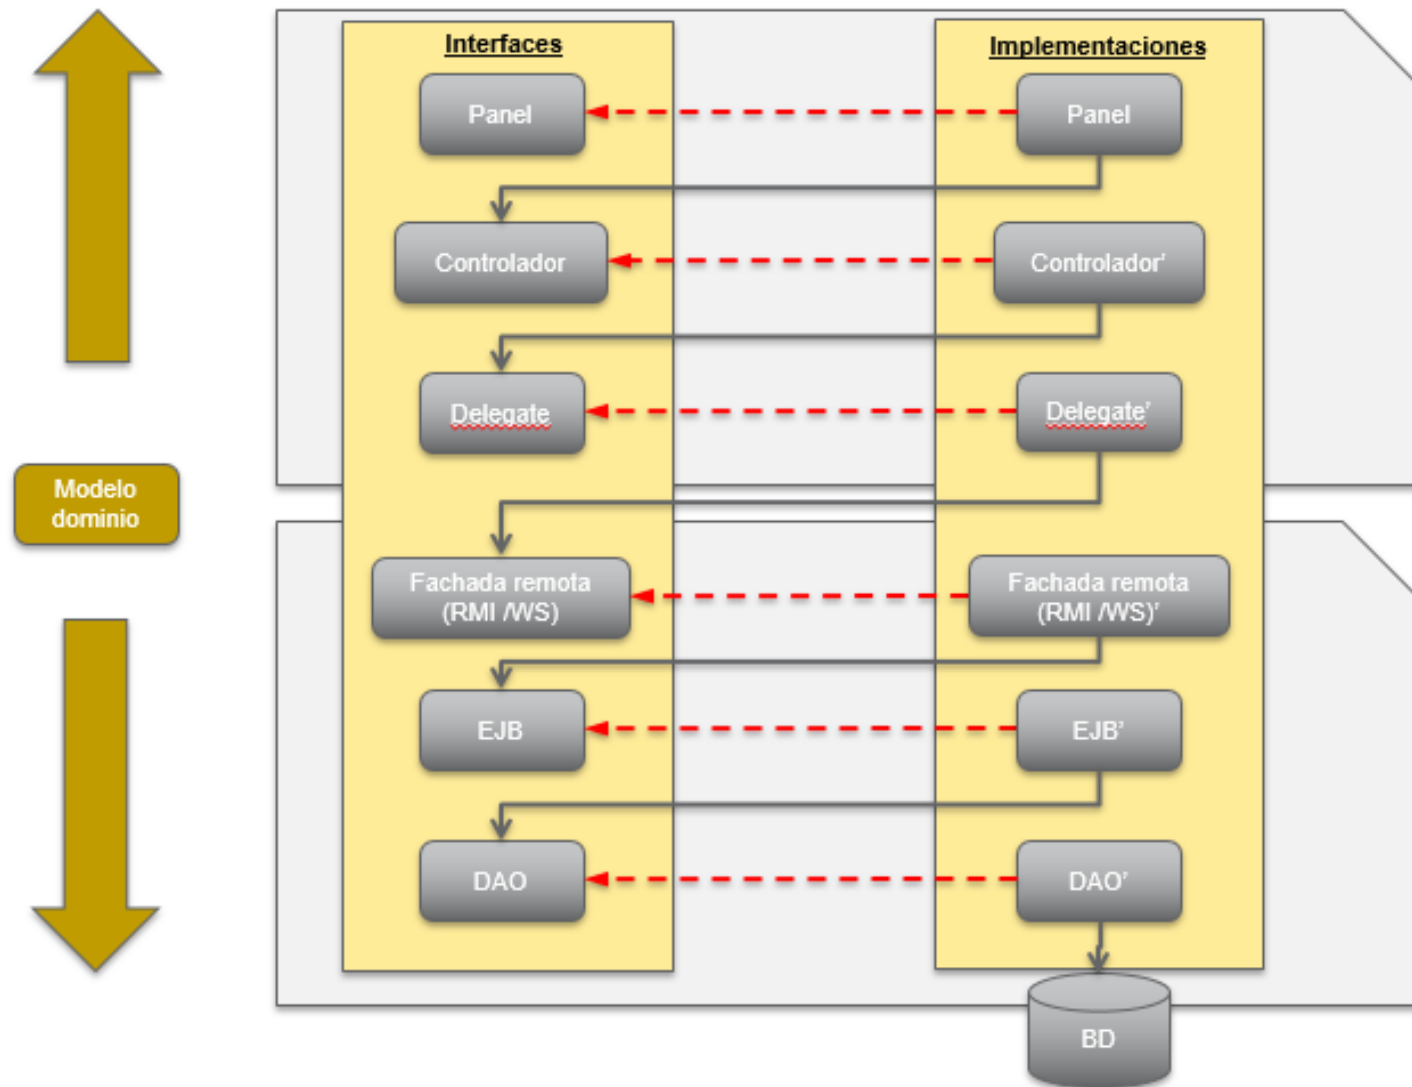 Interfaces
Implementaciones
Panel
Panel
Controlador
Controlador’
Delegate
Delegate’
Modelo
dominio
Fachada remota
(RMI /WS)
Fachada remota
(RMI /WS)’
EJB
EJB’
DAO
DAO’
BD